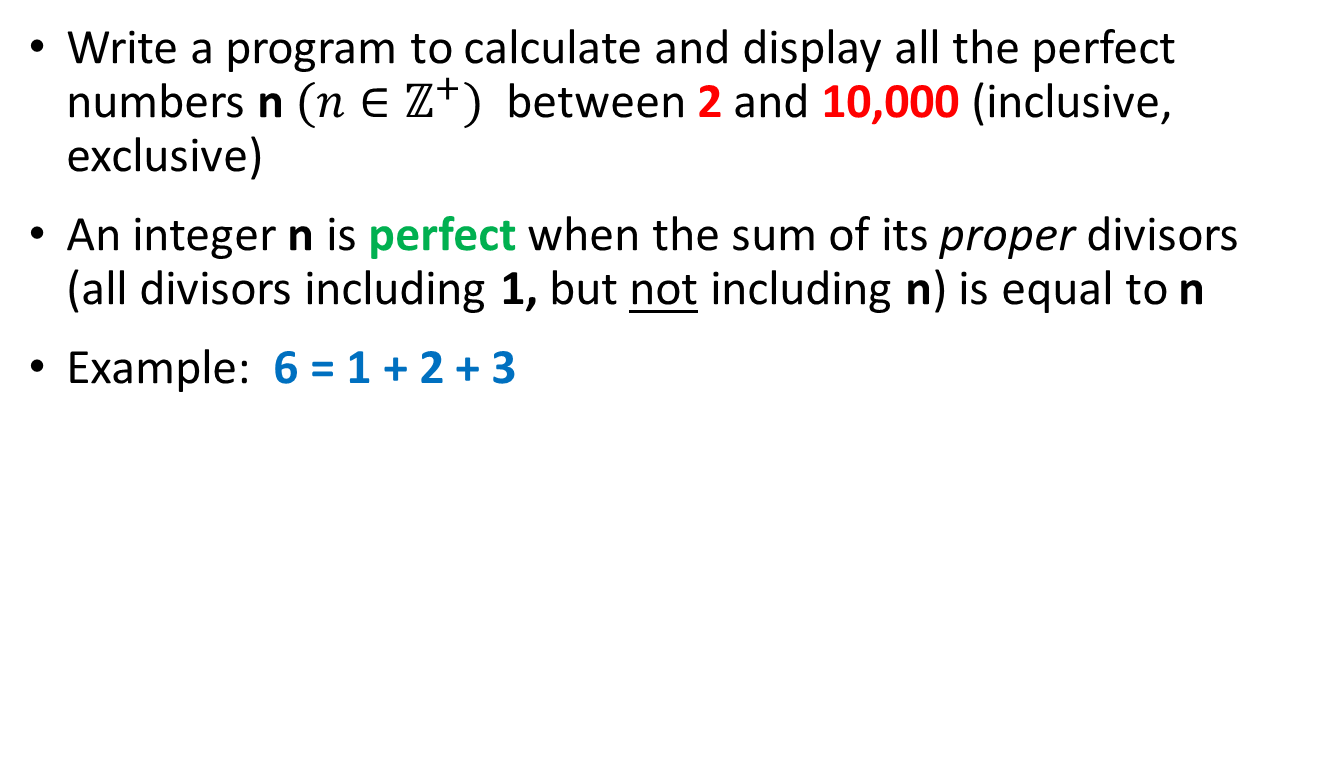 • Write a program to calculate and display all the perfect
numbers n (𝑛 ∈ ℤ⁺) between 2 and 10,000 (inclusive,
exclusive)
• An integer n is perfect when the sum of its proper divisors
(all divisors including 1, but not including n) is equal to n
• Example: 6 = 1 + 2 + 3